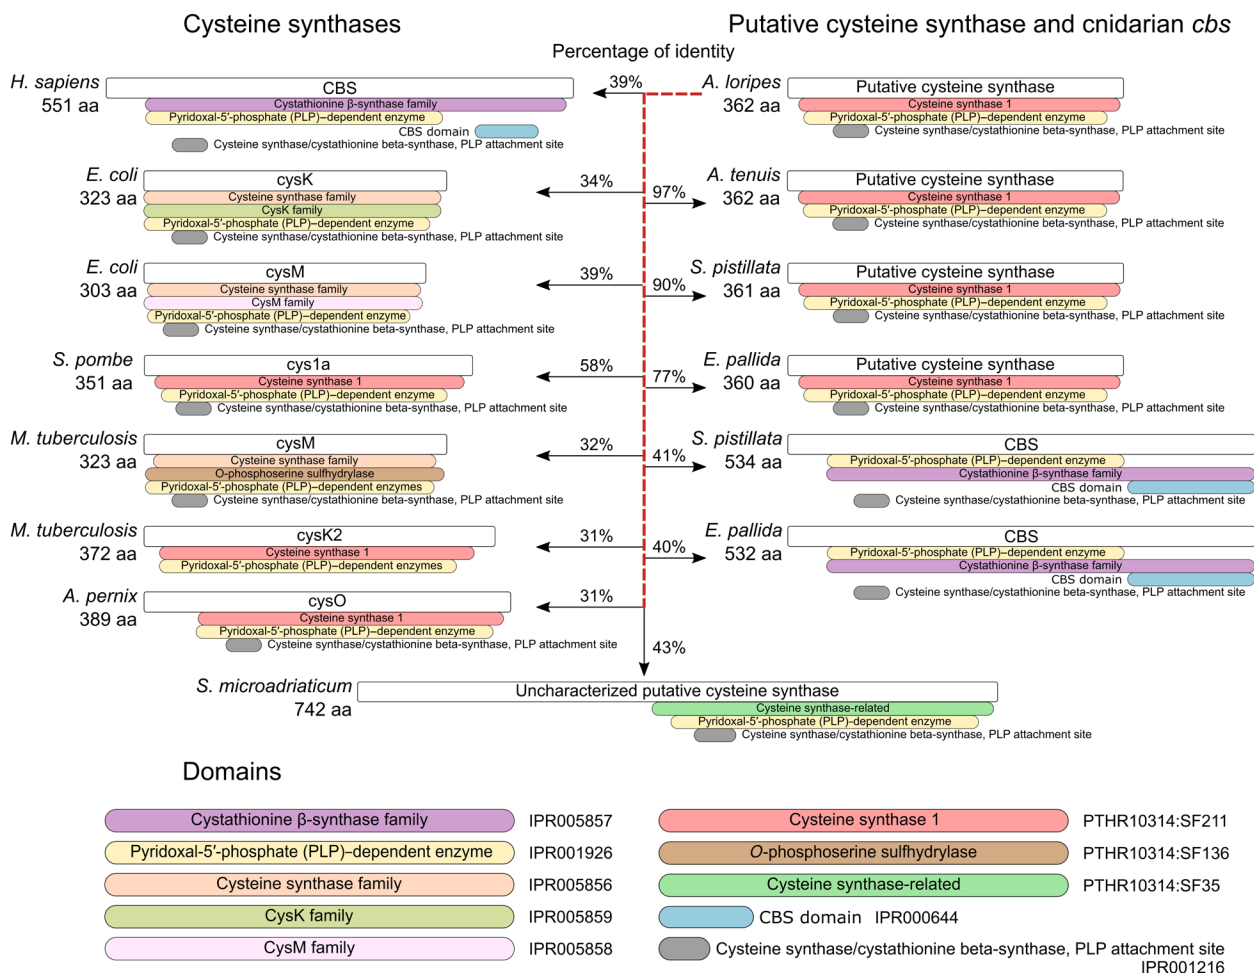 Cysteine synthases
Putative cysteine synthase and cnidarian cbs
Percentage of identity
H. sapiens
551 aa
CBS
Cystathionine β-synthase family
Pyridoxal-5′-phosphate (PLP)–dependent enzyme
CBS domain
Cysteine synthase/cystathione beta-synthase, PLP attachment site
39%
A. loripes
362 aa
Putative cysteine synthase
Cysteine synthase 1
Pyridoxal-5′-phosphate (PLP)–dependent enzyme
Cysteine synthase/cystathione beta-synthase, PLP attachment site
E. coli
323 aa
cysK
Cysteine synthase family
CysK family
Pyridoxal-5′-phosphate (PLP)–dependent enzyme
Cysteine synthase/cystathione beta-synthase, PLP attachment site
34%
97%
A. tenuis
362 aa
Putative cysteine synthase
Cysteine synthase 1
Pyridoxal-5′-phosphate (PLP)–dependent enzyme
Cysteine synthase/cystathione beta-synthase, PLP attachment site
E. coli
303 aa
cysM
Cysteine synthase family
CysM family
Pyridoxal-5′-phosphate (PLP)–dependent enzyme
Cysteine synthase/cystathione beta-synthase, PLP attachment site
39%
90%
S. pistillata
361 aa
Putative cysteine synthase
Cysteine synthase 1
Pyridoxal-5′-phosphate (PLP)–dependent enzyme
Cysteine synthase/cystathione beta-synthase, PLP attachment site
S. pombe
351 aa
cys1a
Cysteine synthase 1
Pyridoxal-5′-phosphate (PLP)–dependent enzyme
Cysteine synthase/cystathione beta-synthase, PLP attachment site
58%
77%
E. pallida
360 aa
Putative cysteine synthase
Cysteine synthase 1
Pyridoxal-5′-phosphate (PLP)–dependent enzyme
Cysteine synthase/cystathione beta-synthase, PLP attachment site
M. tuberculosis
323 aa
cysM
Cysteine synthase family
O-phosphoserine sulfhydrylase
Pyridoxal-5′-phosphate (PLP)–dependent enzymes
Cysteine synthase/cystathione beta-synthase, PLP attachment site
32%
41%
S. pistillata
534 aa
CBS
Pyridoxal-5′-phosphate (PLP)–dependent enzyme
Cystathionine β-synthase family
CBS domain
Cysteine synthase/cystathione beta-synthase, PLP attachment site
M. tuberculosis
372 aa
cysK2
Cysteine synthase 1
Pyridoxal-5′-phosphate (PLP)–dependent enzymes
31%
40%
E. pallida
532 aa
CBS
Pyridoxal-5′-phosphate (PLP)–dependent enzyme
Cystathionine β-synthase family
CBS domain
Cysteine synthase/cystathione beta-synthase, PLP attachment site
A. pernix
389 aa
cysO
Cysteine synthase 1
Pyridoxal-5′-phosphate (PLP)–dependent enzyme
Cysteine synthase/cystathione beta-synthase, PLP attachment site
31%
43%
S. microadriaticum
742 aa
Uncharacterized putative cysteine synthase
Cysteine synthase-related
Pyridoxal-5′-phosphate (PLP)-dependent enzyme
Cysteine synthase/cystathione beta-synthase, PLP attachment site
Domains
Cystathionine β-synthase family IPR005857
Pyridoxal-5′-phosphate (PLP)–dependent enzyme IPR001926
Cysteine synthase family IPR005856
CysK family IPR005859
CysM family IPR005858
Cysteine synthase 1 PTHR10314:SF211
O-phosphoserine sulfhydrylase PTHR10314:SF136
Cysteine synthase-related PTHR10314:SF35
CBS domain IPR000644
Cysteine synthase/cystathionine beta-synthase, PLP attachment site
IPR001216